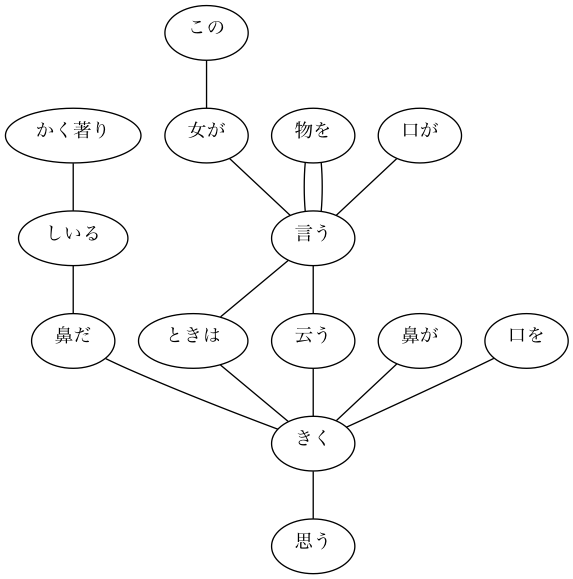 この
かく著り
女が
物を
口が
しいる
言う
鼻だ
ときは
云う
鼻が
口を
きく
思う